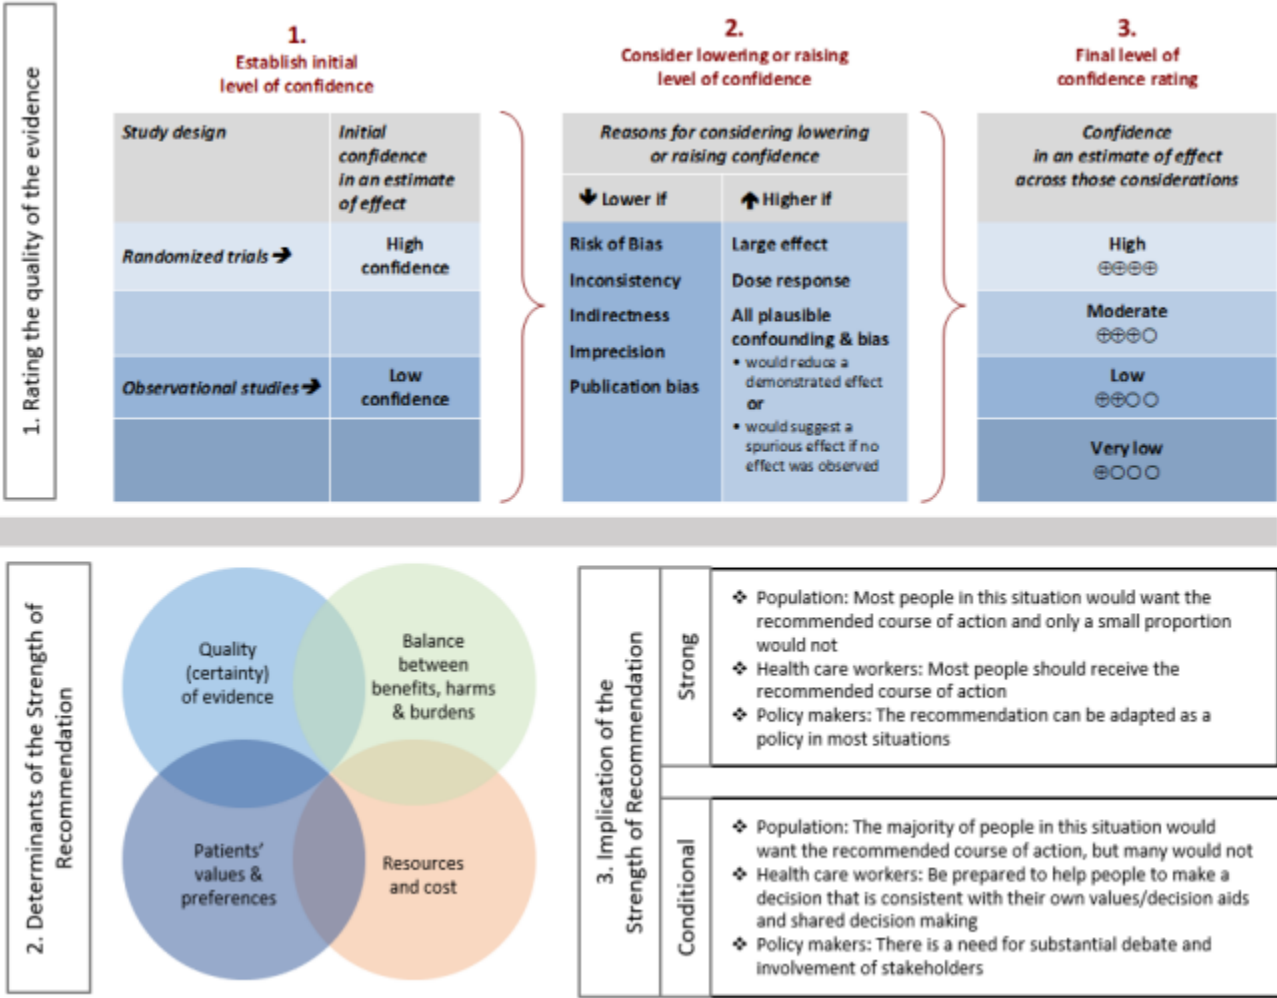 1. Rating the quality of the evidence
1.
Establish initial
level of confidence
Study design
Initial
confidence
in an estimate
of effect
Randomized trials ➔
High
confidence
Observational studies ➔
Low
confidence
2.
Consider lowering or raising
level of confidence
Reasons for considering lowering
or raising confidence
🡇 Lower if
🡅 Higher if
Risk of Bias
Inconsistency
Indirectness
Imprecision
Publication bias
Large effect
Dose response
All plausible
confounding & bias
• would reduce a
demonstrated effect
or
• would suggest a
spurious effect if no
effect was observed
3.
Final level of
confidence rating
Confidence
in an estimate of effect
across those considerations
High
⊕⊕⊕⊕
Moderate
⊕⊕⊕○
Low
⊕⊕○○
Very low
⊕○○○
2. Determinants of the Strength of
Recommendation
Quality
(certainty)
of evidence
Balance
between
benefits, harms
& burdens
Patients’
values &
preferences
Resources
and cost
3. Implication of the
Strength of Recommendation
Strong
❖ Population: Most people in this situation would want the
recommended course of action and only a small proportion
would not
❖ Health care workers: Most people should receive the
recommended course of action
❖ Policy makers: The recommendation can be adapted as a
policy in most situations
Conditional
❖ Population: The majority of people in this situation would
want the recommended course of action, but many would not
❖ Health care workers: Be prepared to help people to make a
decision that is consistent with their own values/decision aids
and shared decision making
❖ Policy makers: There is a need for substantial debate and
involvement of stakeholders